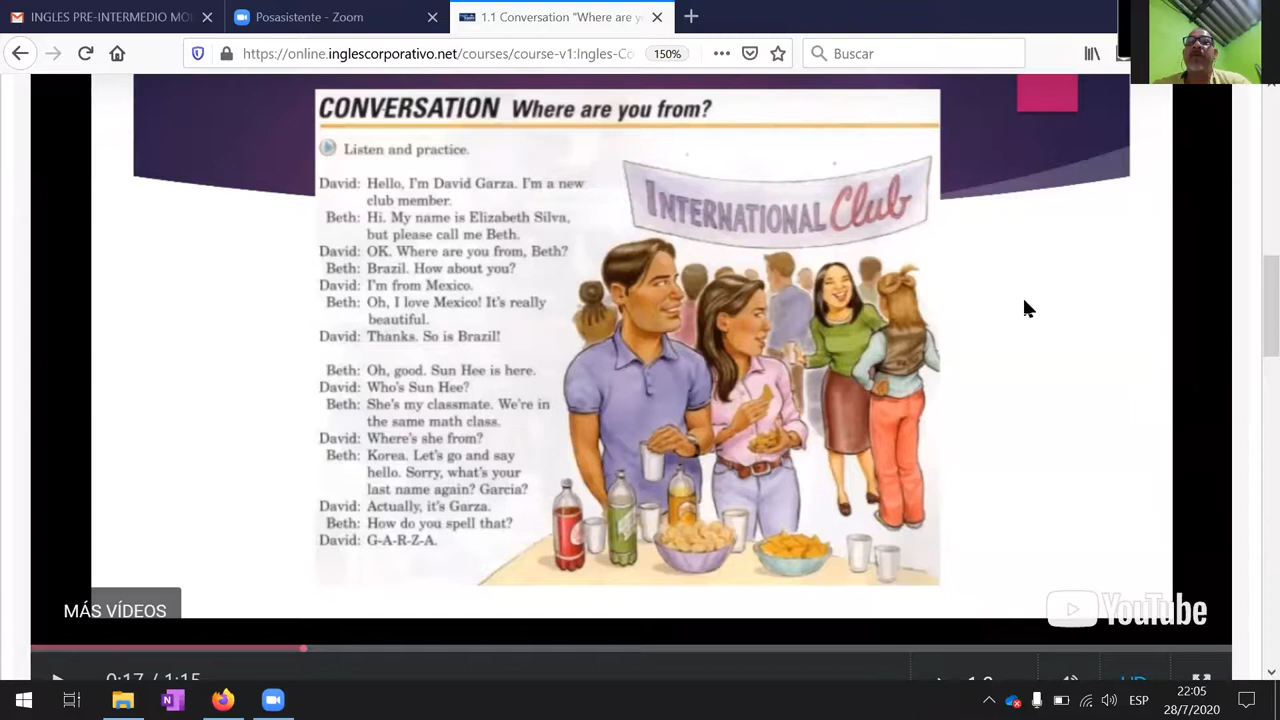 INGLES PRE-INTERMEDIO MO
Posasistente - Zoom
1.1 Conversation "Where are y
https://online.inglescorporativo.net/courses/course-v1:Ingles-Co
150%
Buscar
CONVERSATION Where are you from?
Listen and practice.
INTERNATIONAL Club
David: Hello, I'm David Garza. I'm a new
club member.
Beth: Hi. My name is Elizabeth Silva,
but please call me Beth.
David: OK. Where are you from, Beth?
Beth: Brazil. How about you?
David: I'm from Mexico.
Beth: Oh, I love Mexico! It's really
beautiful.
David: Thanks. So is Brazil!
Beth: Oh, good. Sun Hee is here.
David: Who's Sun Hee?
Beth: She's my classmate. We're in
the same math class.
David: Where's she from?
Beth: Korea. Let's go and say
hello. Sorry, what's your
last name again? Garcia?
David: Actually, it's Garza.
Beth: How do you spell that?
David: G-A-R-Z-A.
MÁS VÍDEOS
YouTube
0:17 / 1:15
HD
ESP
22:05
28/7/2020